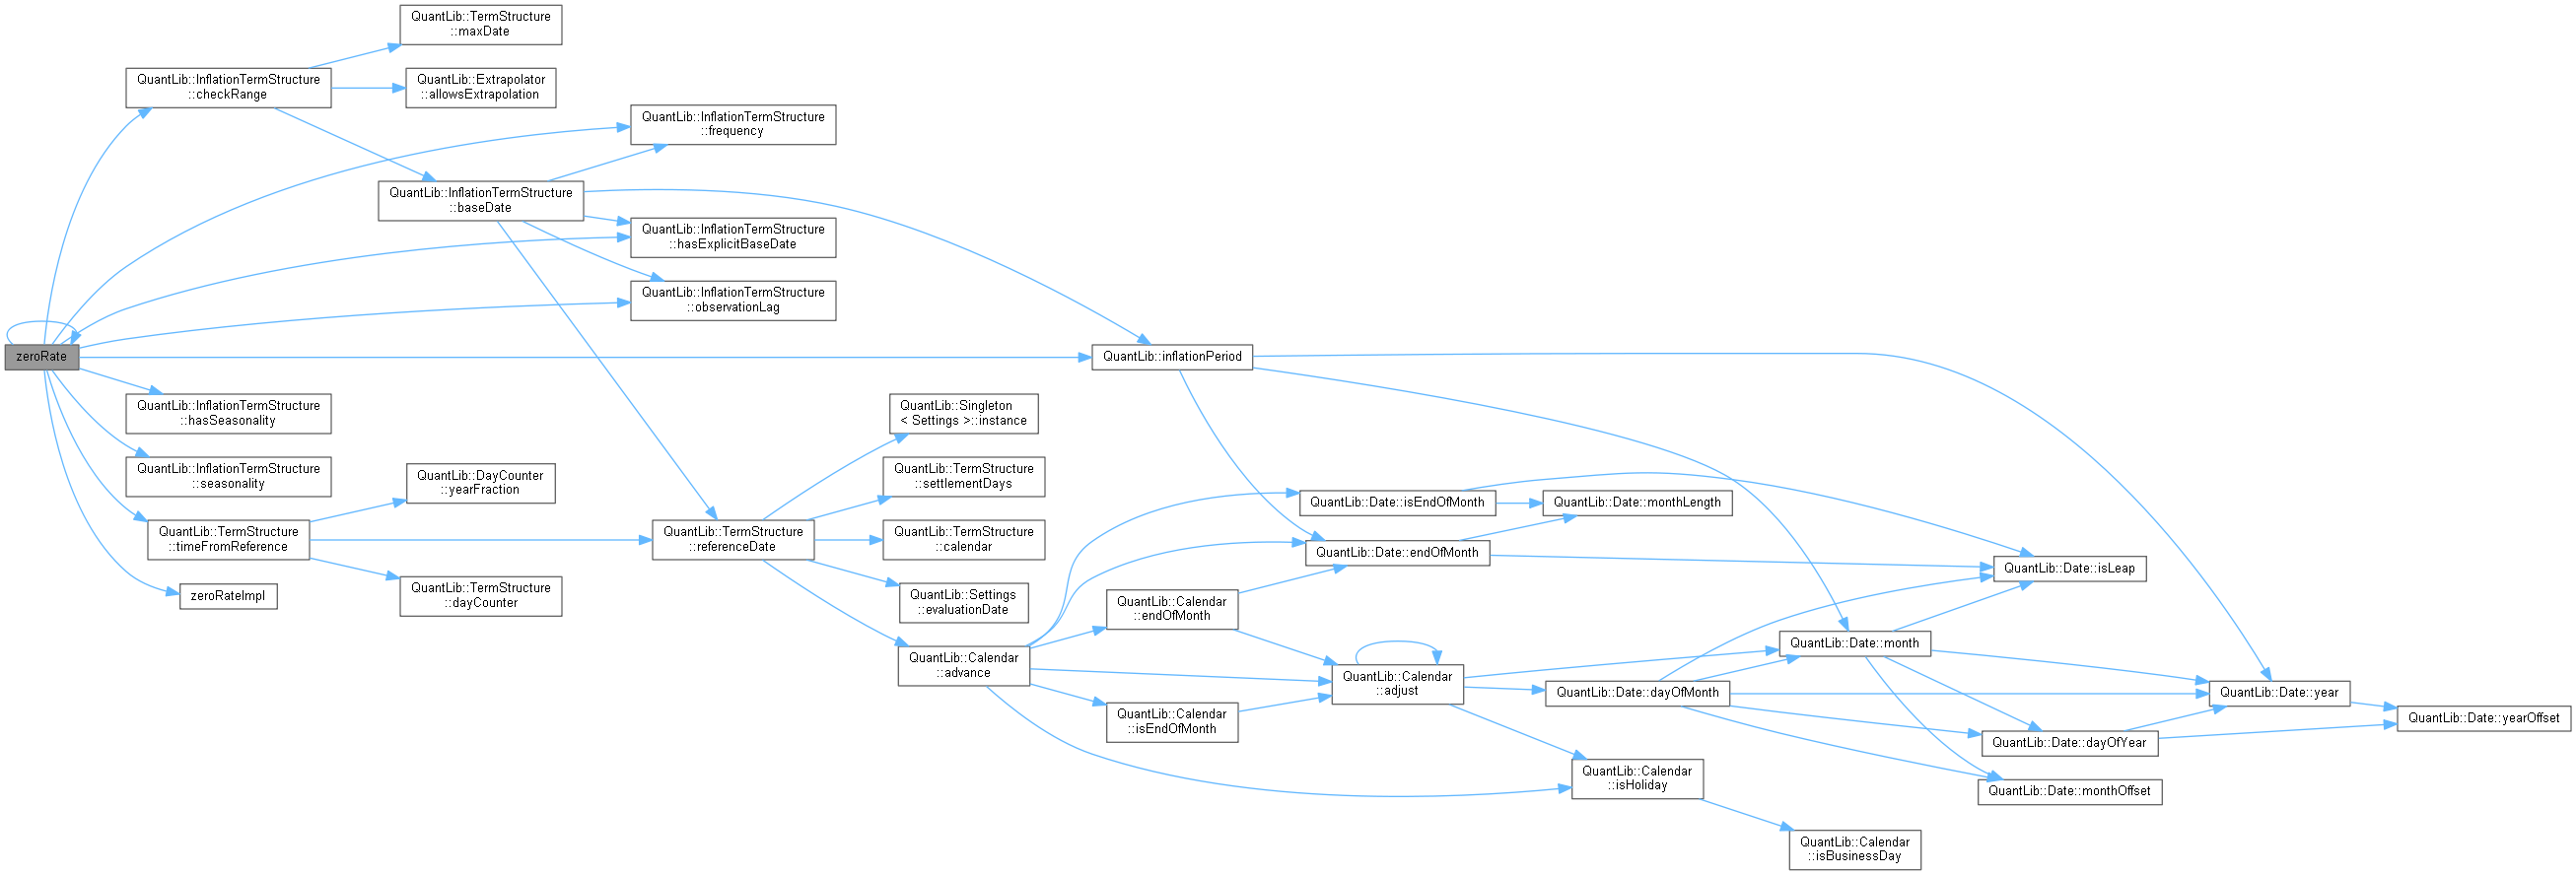 QuantLib::TermStructure
::maxDate
QuantLib::InflationTermStructure
::checkRange
QuantLib::Extrapolator
::allowsExtrapolation
QuantLib::InflationTermStructure
::frequency
QuantLib::InflationTermStructure
::baseDate
QuantLib::InflationTermStructure
::hasExplicitBaseDate
QuantLib::InflationTermStructure
::observationLag
zeroRate
QuantLib::inflationPeriod
QuantLib::InflationTermStructure
::hasSeasonality
QuantLib::Singleton
< Settings >::instance
QuantLib::InflationTermStructure
::seasonality
QuantLib::DayCounter
::yearFraction
QuantLib::TermStructure
::settlementDays
QuantLib::Date::isEndOfMonth
QuantLib::Date::monthLength
QuantLib::TermStructure
::timeFromReference
QuantLib::TermStructure
::referenceDate
QuantLib::TermStructure
::calendar
QuantLib::Date::endOfMonth
QuantLib::Date::isLeap
zeroRateImpl
QuantLib::TermStructure
::dayCounter
QuantLib::Settings
::evaluationDate
QuantLib::Calendar
::endOfMonth
QuantLib::Date::month
QuantLib::Calendar
::advance
QuantLib::Calendar
::adjust
QuantLib::Date::dayOfMonth
QuantLib::Date::year
QuantLib::Calendar
::isEndOfMonth
QuantLib::Date::yearOffset
QuantLib::Date::dayOfYear
QuantLib::Calendar
::isHoliday
QuantLib::Date::monthOffset
QuantLib::Calendar
::isBusinessDay